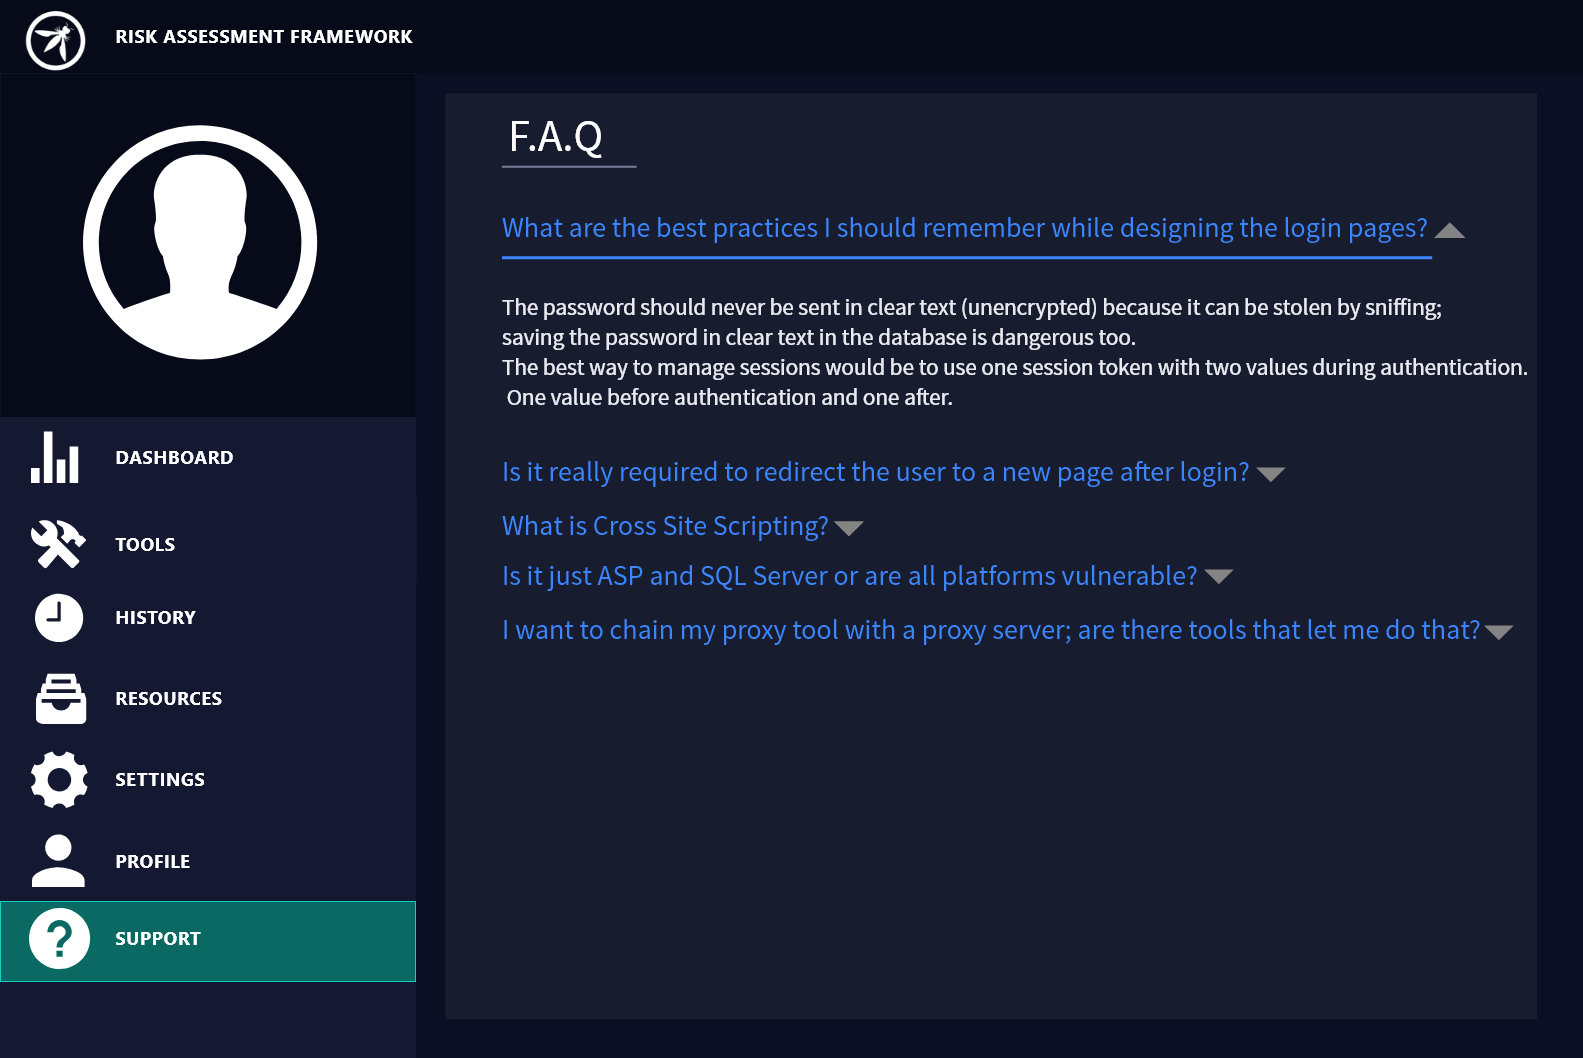 RISK ASSESSMENT FRAMEWORK
DASHBOARD
TOOLS
HISTORY
RESOURCES
SETTINGS
PROFILE
SUPPORT
F.A.Q
What are the best practices I should remember while designing the login pages?
The password should never be sent in clear text (unencrypted) because it can be stolen by sniffing;
saving the password in clear text in the database is dangerous too.
The best way to manage sessions would be to use one session token with two values during authentication.
One value before authentication and one after.
Is it really required to redirect the user to a new page after login?
What is Cross Site Scripting?
Is it just ASP and SQL Server or are all platforms vulnerable?
I want to chain my proxy tool with a proxy server; are there tools that let me do that?